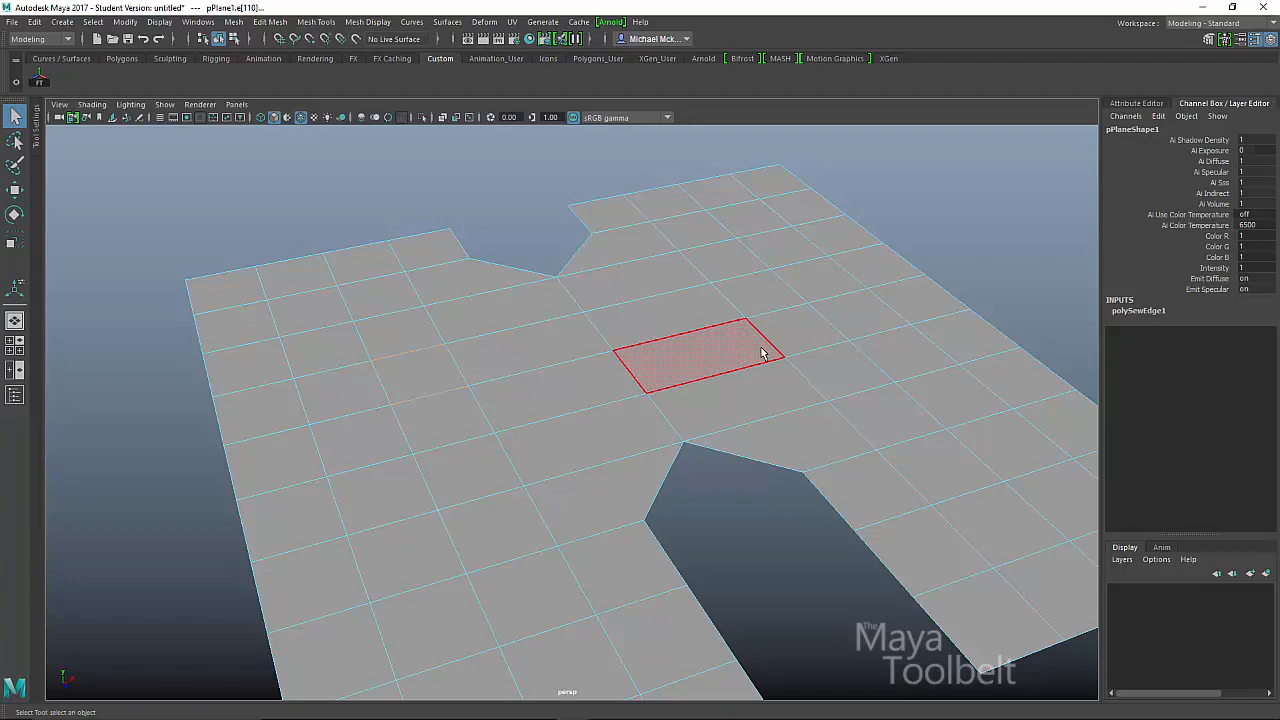 Autodesk Maya 2017 - Student Version: untitled* --- pPlane1.e[110]...
File Edit Create Select Modify Display Windows Mesh Edit Mesh Mesh Tools Mesh Display Curves Surfaces Deform UV Generate Cache [Arnold] Help
Workspace: Modeling - Standard
Modeling No Live Surface Michael Mck...
Curves / Surfaces Polygons Sculpting Rigging Animation Rendering FX FX Caching Custom Animation_User Icons Polygons_User XGen_User Arnold [Bifrost] [MASH] [Motion Graphics] XGen
FT
View Shading Lighting Show Renderer Panels
0.00 1.00 sRGB gamma
Tool Settings
Attribute Editor Channel Box / Layer Editor
Channels Edit Object Show
pPlaneShape1
Ai Shadow Density 1
Ai Exposure 0
Ai Diffuse 1
Ai Specular 1
Ai Sss 1
Ai Indirect 1
Ai Volume 1
Ai Use Color Temperature off
Ai Color Temperature 6500
Color R 1
Color G 1
Color B 1
Intensity 1
Emit Diffuse on
Emit Specular on
INPUTS
polySewEdge1
Display Anim
Layers Options Help
The
Maya
Toolbelt
persp
Select Tool: select an object